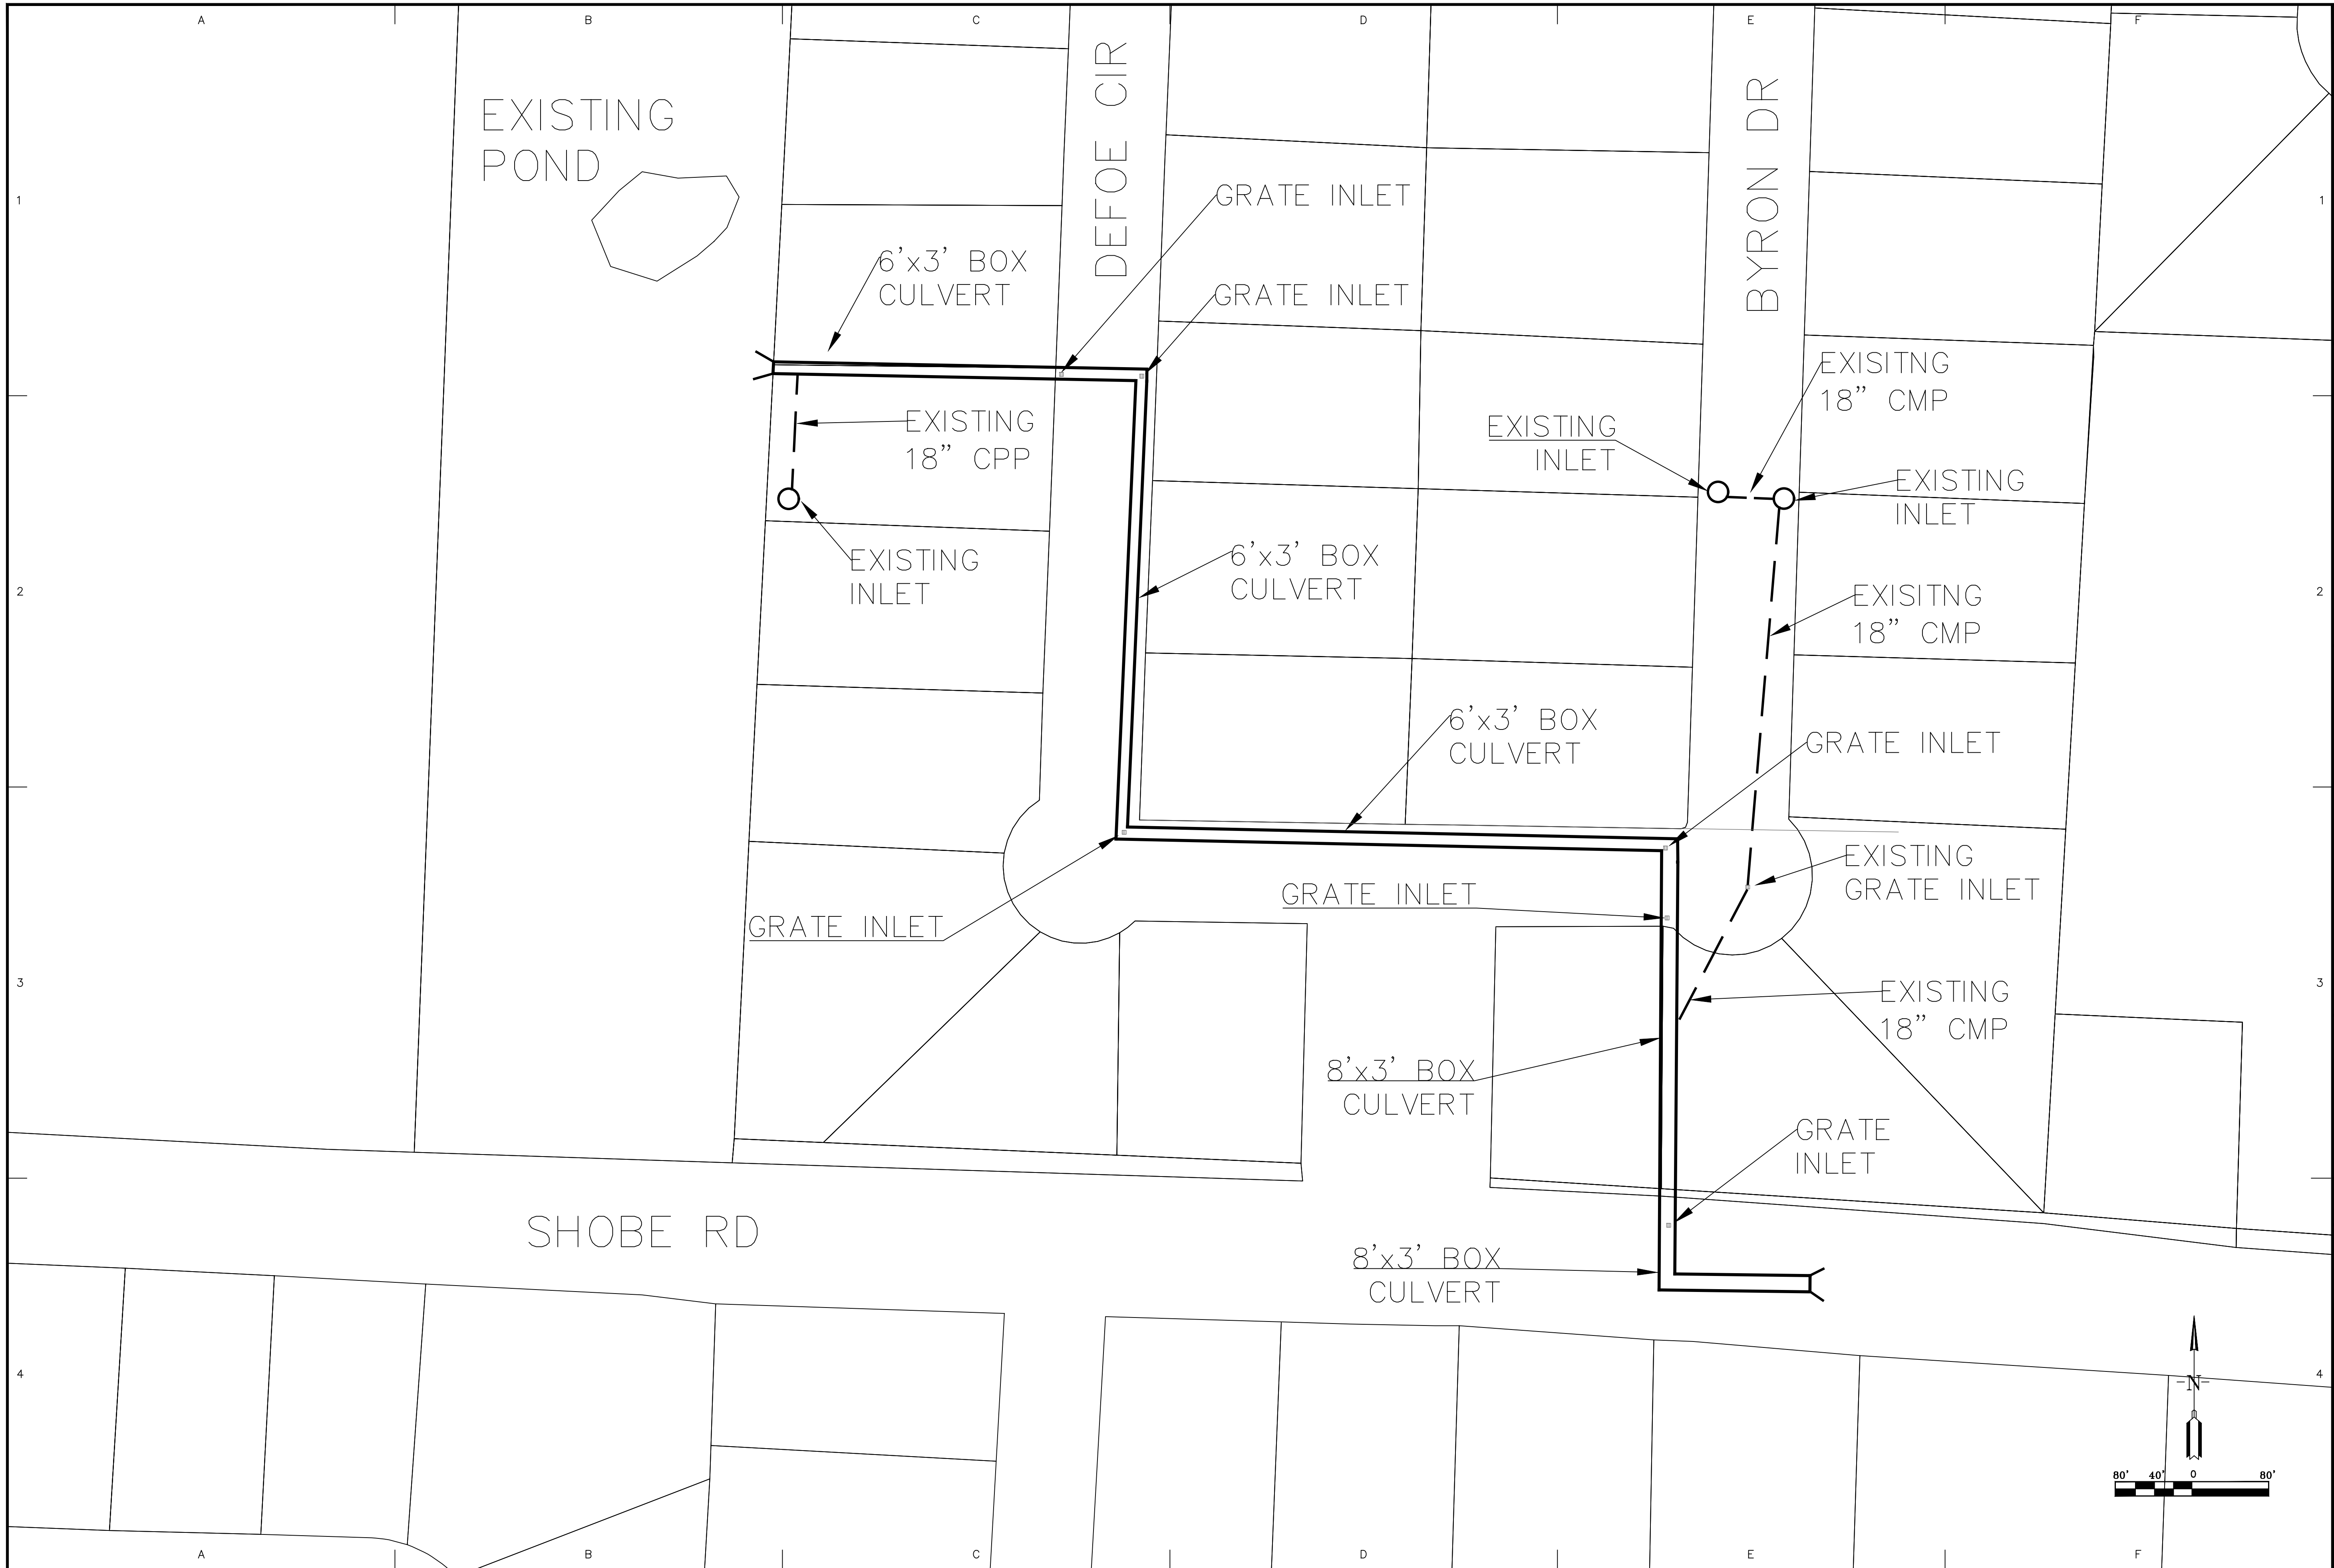 A B C D E F
EXISTING
POND
DEFOE CIR
BYRON DR
1
1
GRATE INLET
6'x3' BOX
CULVERT
GRATE INLET
EXISITNG
18" CMP
EXISTING
18" CPP
EXISTING
INLET
EXISTING
INLET
EXISTING
INLET
6'x3' BOX
CULVERT
2
2
EXISITNG
18" CMP
6'x3' BOX
CULVERT
GRATE INLET
EXISTING
GRATE INLET
GRATE INLET
GRATE INLET
3
3
EXISTING
18" CMP
8'x3' BOX
CULVERT
GRATE
INLET
SHOBE RD
8'x3' BOX
CULVERT
4
4
N
80' 40' 0 80'
A B C D E F